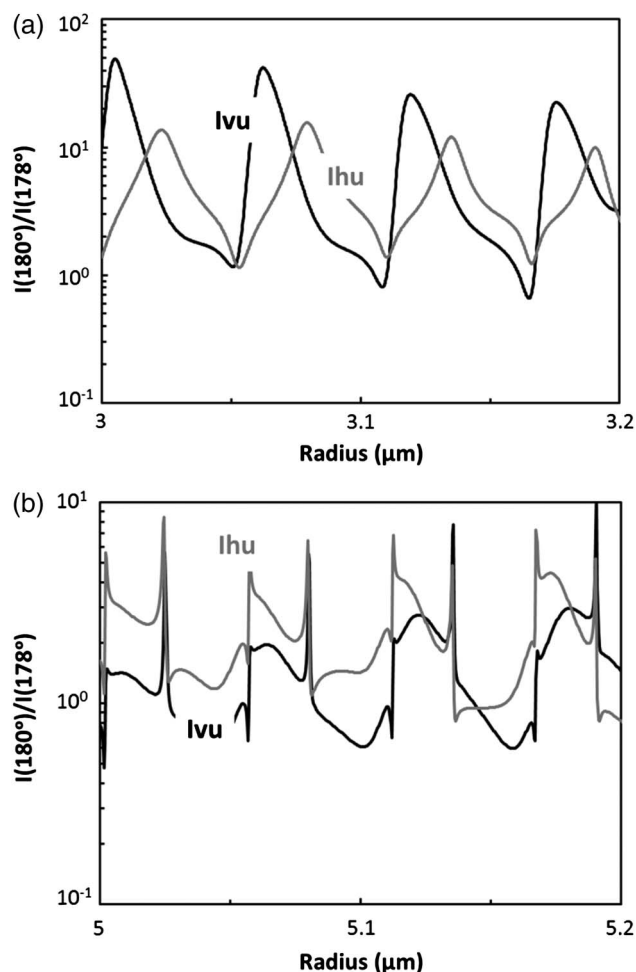 (a)
10²
Ivu
10¹
Ihu
I(180°)/I(178°)
10⁰
10⁻¹
3
3.1
3.2
Radius (µm)
(b)
10¹
Ihu
I(180°)/I(178°)
10⁰
Ivu
10⁻¹
5
5.1
5.2
Radius (µm)